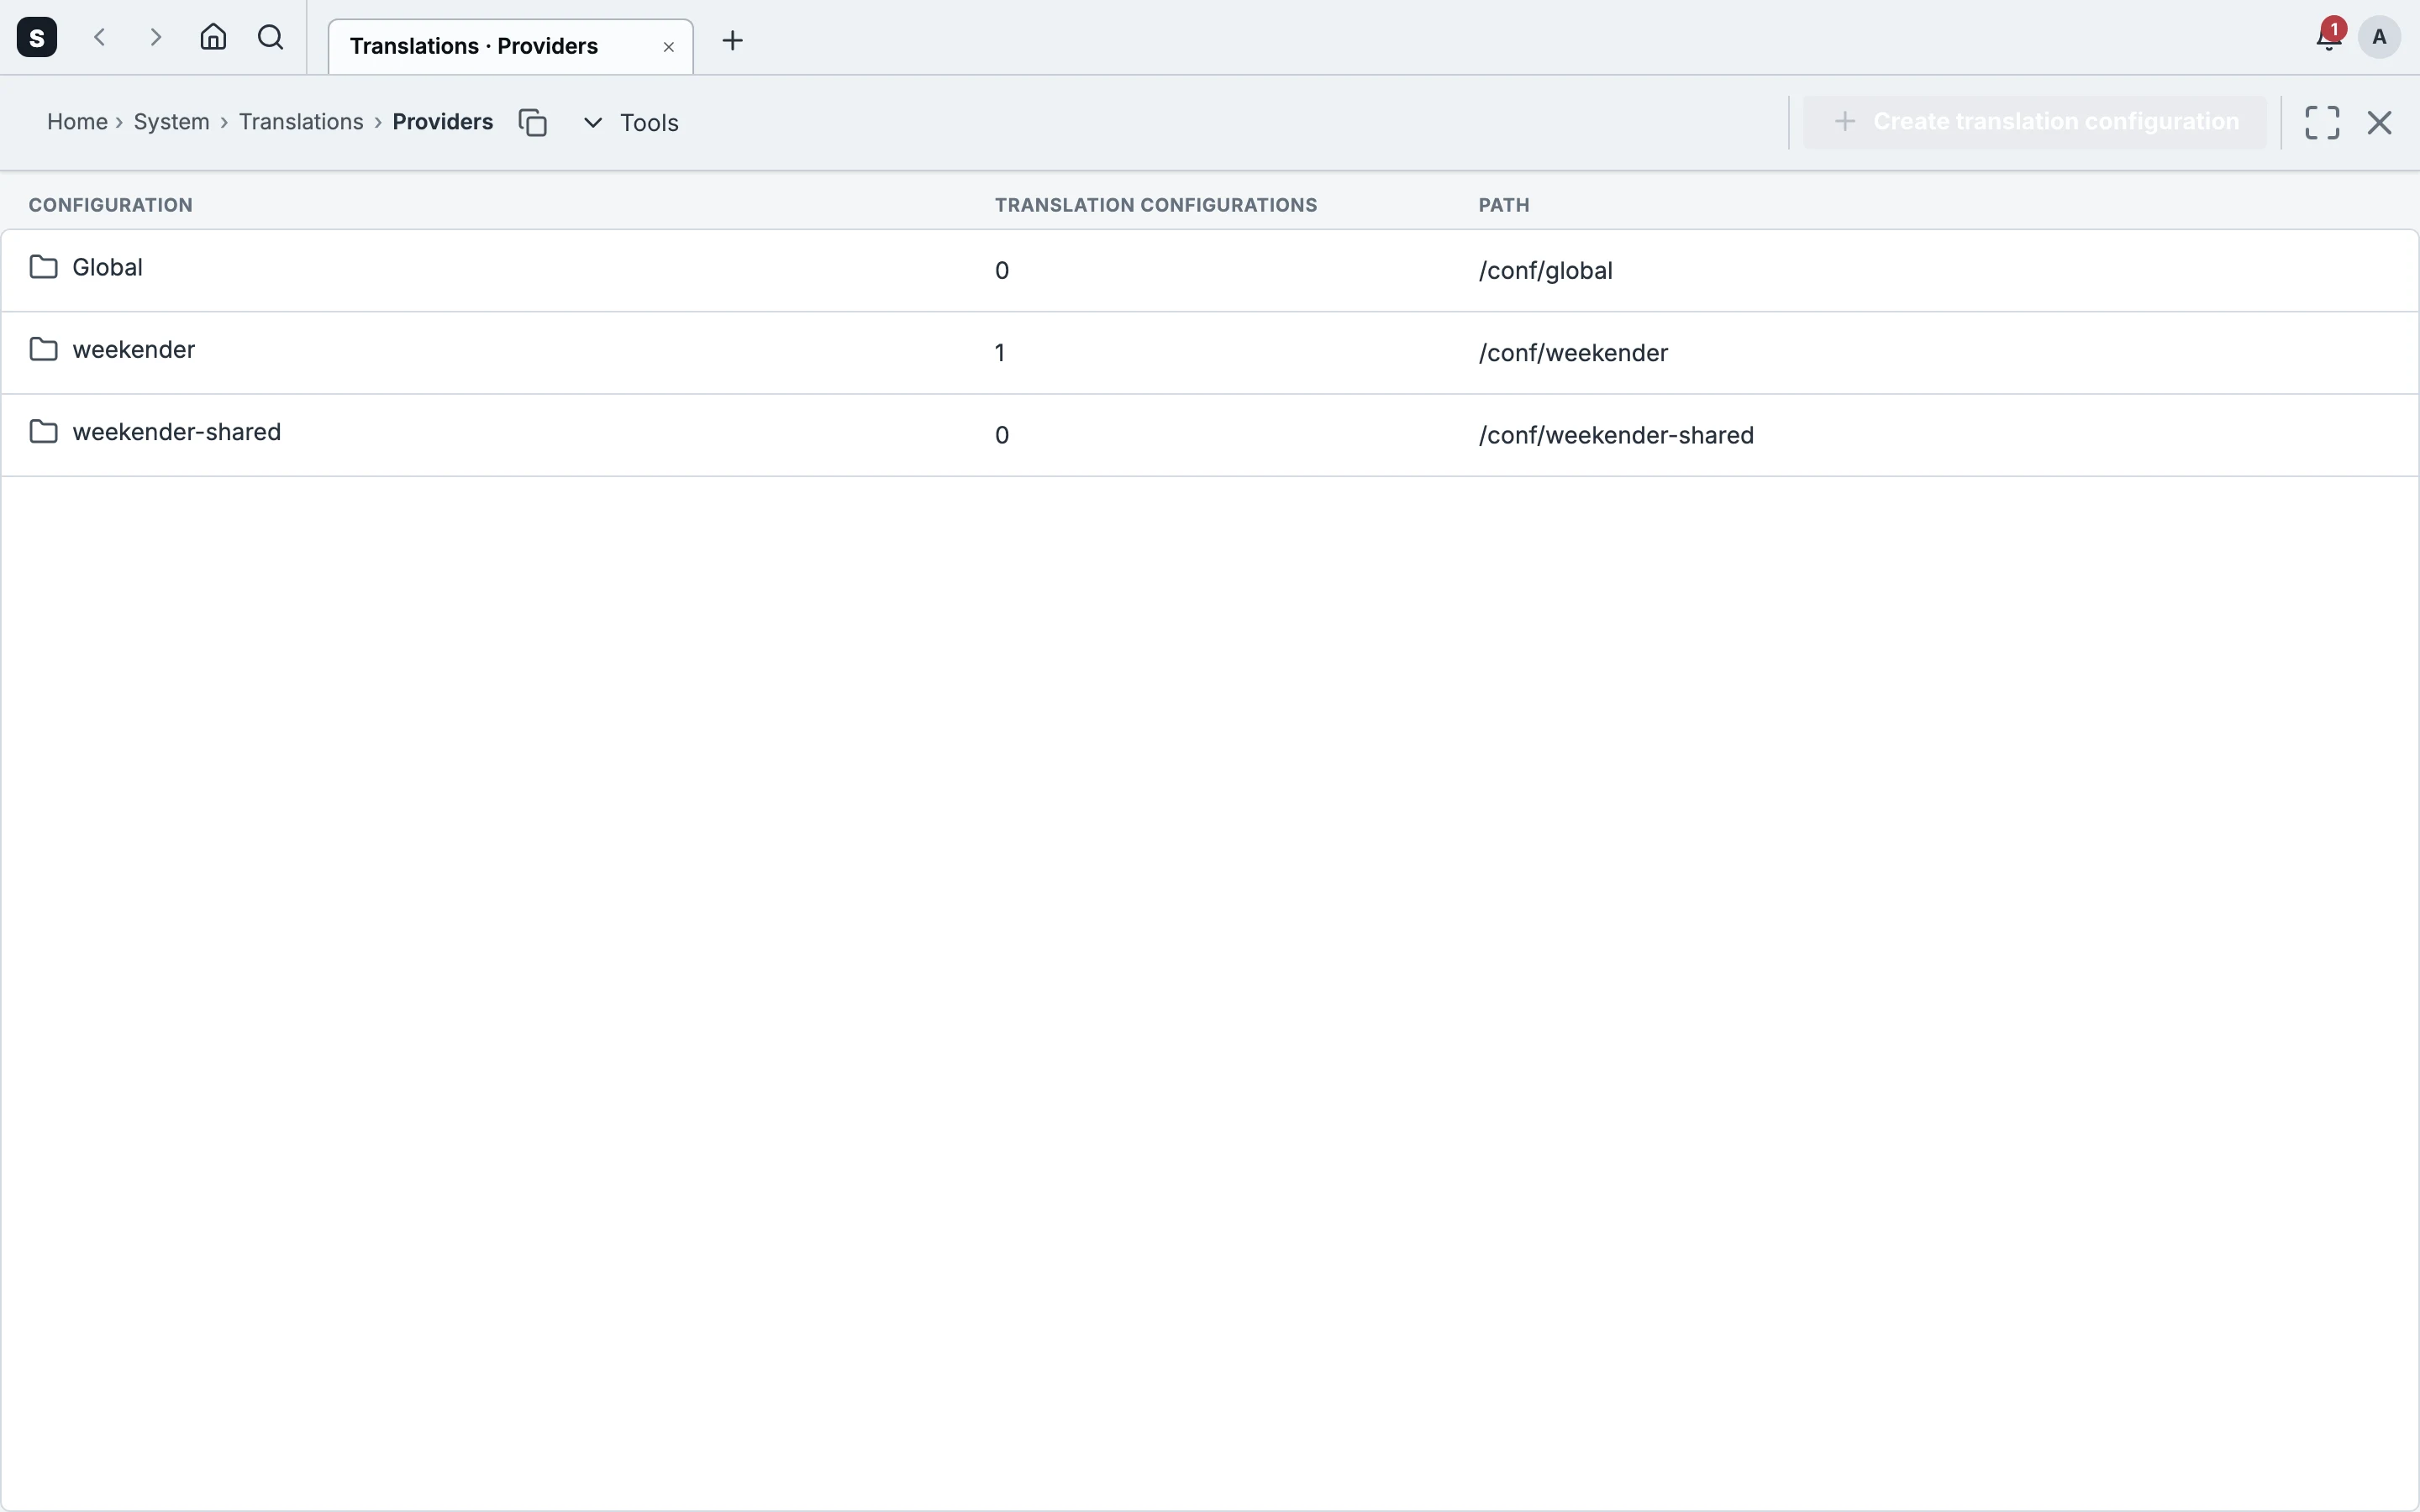 S
Translations · Providers
1
A
Home › System › Translations › Providers
Tools
Create translation configuration
CONFIGURATION TRANSLATION CONFIGURATIONS PATH
Global 0 /conf/global
weekender 1 /conf/weekender
weekender-shared 0 /conf/weekender-shared